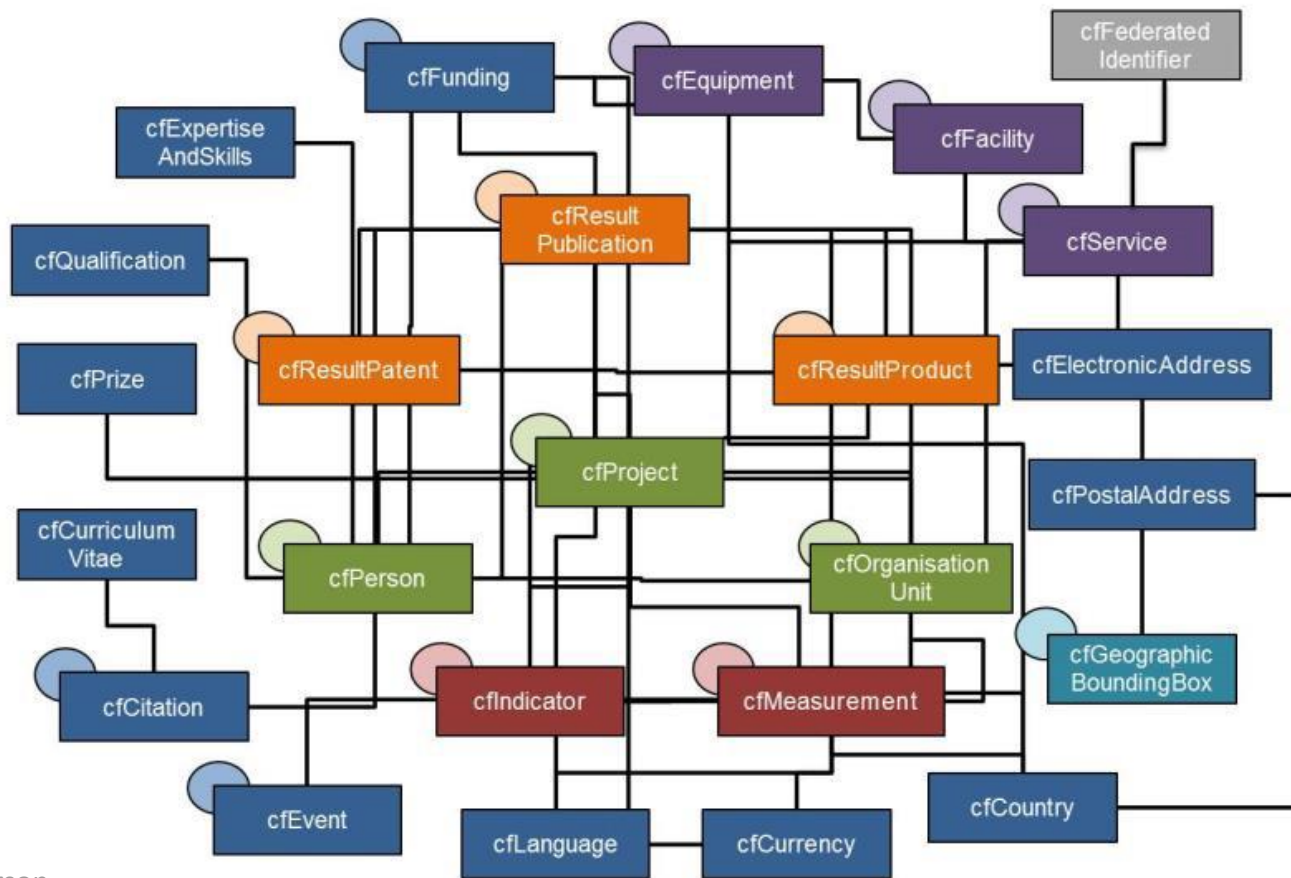 cfFederated
Identifier
cfFunding
cfEquipment
cfExpertise
AndSkills
cfFacility
cfResult
Publication
cfQualification
cfService
cfPrize
cfResultPatent
cfResultProduct
cfElectronicAddress
cfProject
cfPostalAddress
cfCurriculum
Vitae
cfPerson
cfOrganisation
Unit
cfGeographic
BoundingBox
cfCitation
cfIndicator
cfMeasurement
cfEvent
cfLanguage
cfCurrency
cfCountry